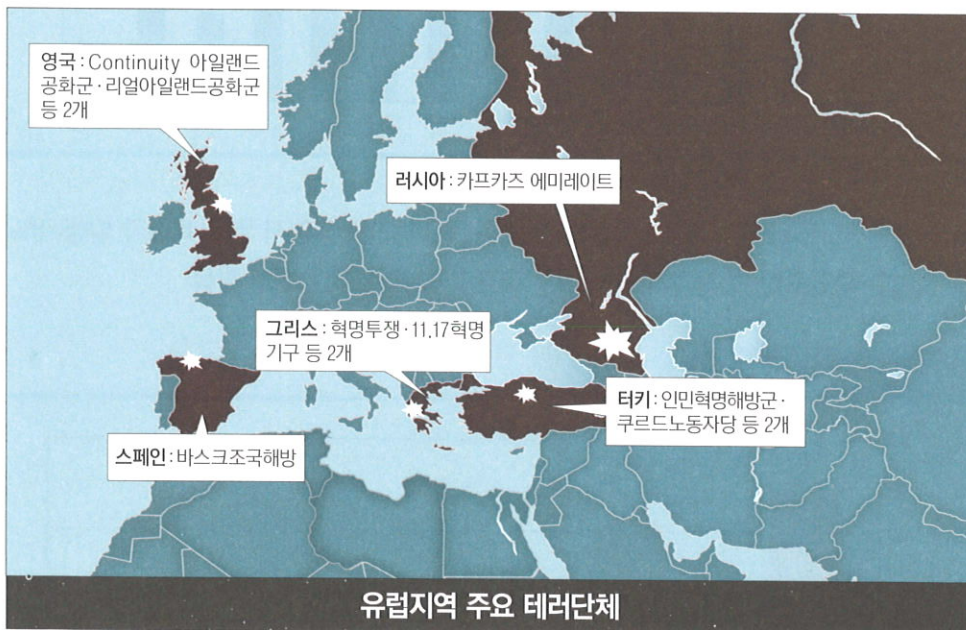 영국 : Continuity 아일랜드
공화군 · 리얼아일랜드공화군
등 2개
러시아 : 카프카즈 에미레이트
그리스 : 혁명투쟁 · 11.17혁명
기구 등 2개
터키 : 인민혁명해방군 ·
쿠르드노동자당 등 2개
스페인 : 바스크조국해방
유럽지역 주요 테러단체